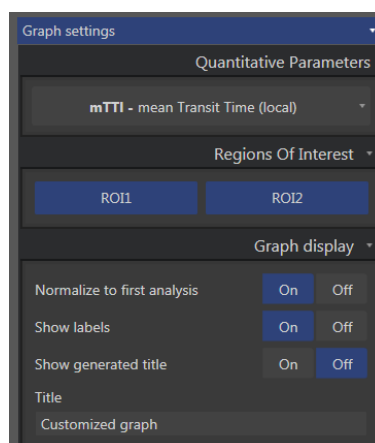 Graph settings
Quantitative Parameters
mTTI - mean Transit Time (local)
Regions Of Interest
ROI1 ROI2
Graph display
Normalize to first analysis On Off
Show labels On Off
Show generated title On Off
Title
Customized graph